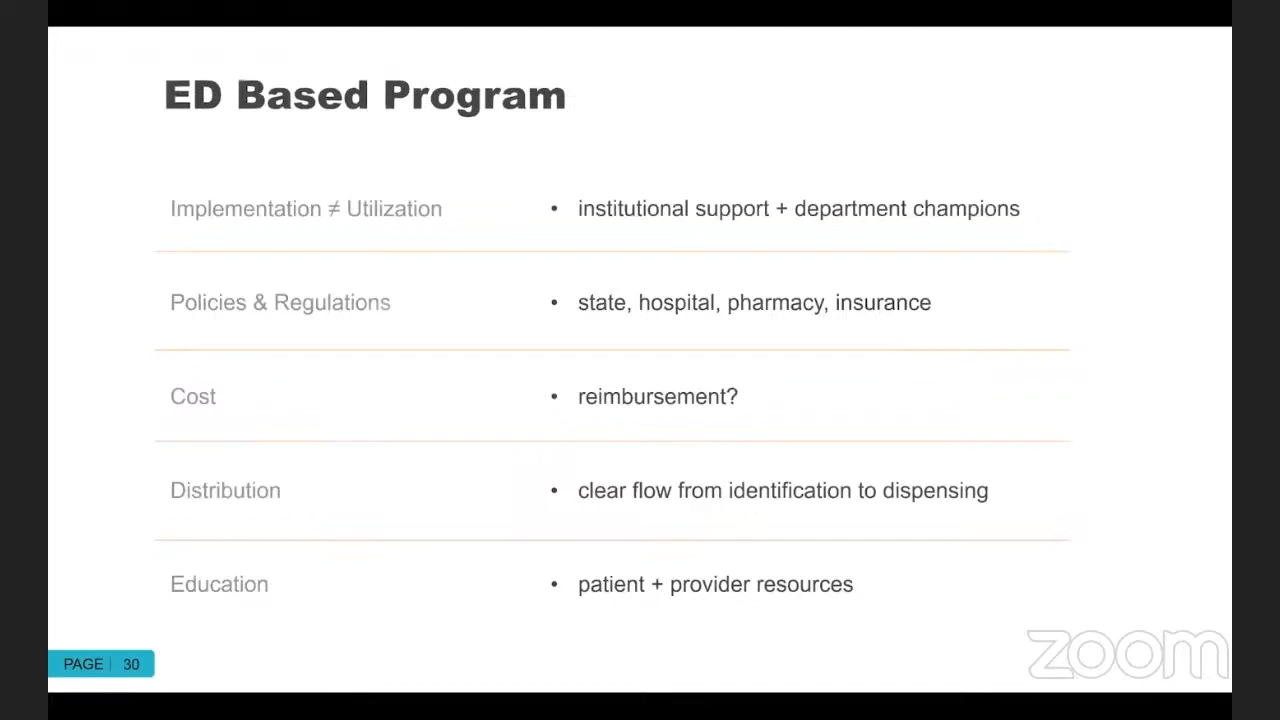 ED Based Program
Implementation ≠ Utilization
• institutional support + department champions
Policies & Regulations
• state, hospital, pharmacy, insurance
Cost
• reimbursement?
Distribution
• clear flow from identification to dispensing
Education
• patient + provider resources
PAGE 30
zoom